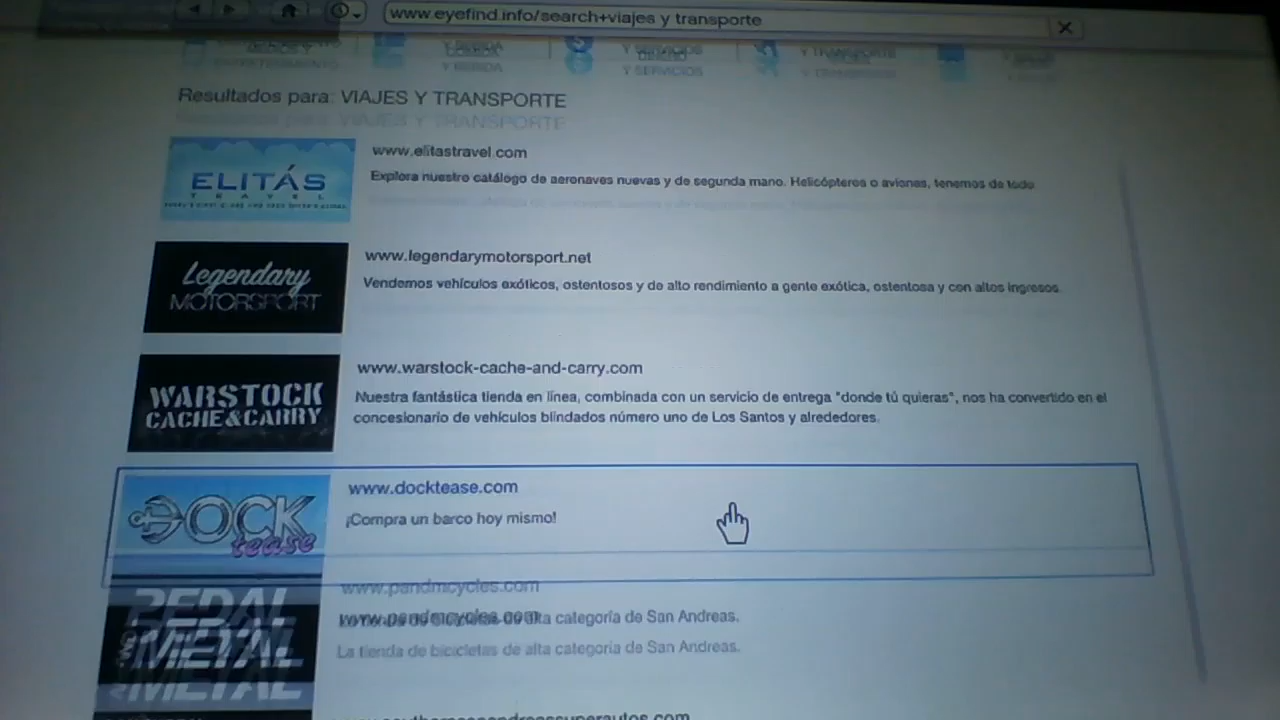 www.eyefind.info/search+viajes y transporte
Y BEBIDA
Y SERVICIOS
Y TRANSPORTE
Resultados para: VIAJES Y TRANSPORTE
ELITÁS
TRAVEL
www.elitastravel.com
Explora nuestro catálogo de aeronaves nuevas y de segunda mano. Helicópteros o aviones, tenemos de todo.
Legendary
MOTORSPORT
www.legendarymotorsport.net
Vendemos vehículos exóticos, ostentosos y de alto rendimiento a gente exótica, ostentosa y con altos ingresos.
WARSTOCK
CACHE&CARRY
www.warstock-cache-and-carry.com
Nuestra fantástica tienda en línea, combinada con un servicio de entrega "donde tú quieras", nos ha convertido en el
concesionario de vehículos blindados número uno de Los Santos y alrededores.
DOCK
tease
www.docktease.com
¡Compra un barco hoy mismo!
PEDAL
METAL
www.pandmcycles.com
La tienda de bicicletas de alta categoría de San Andreas.